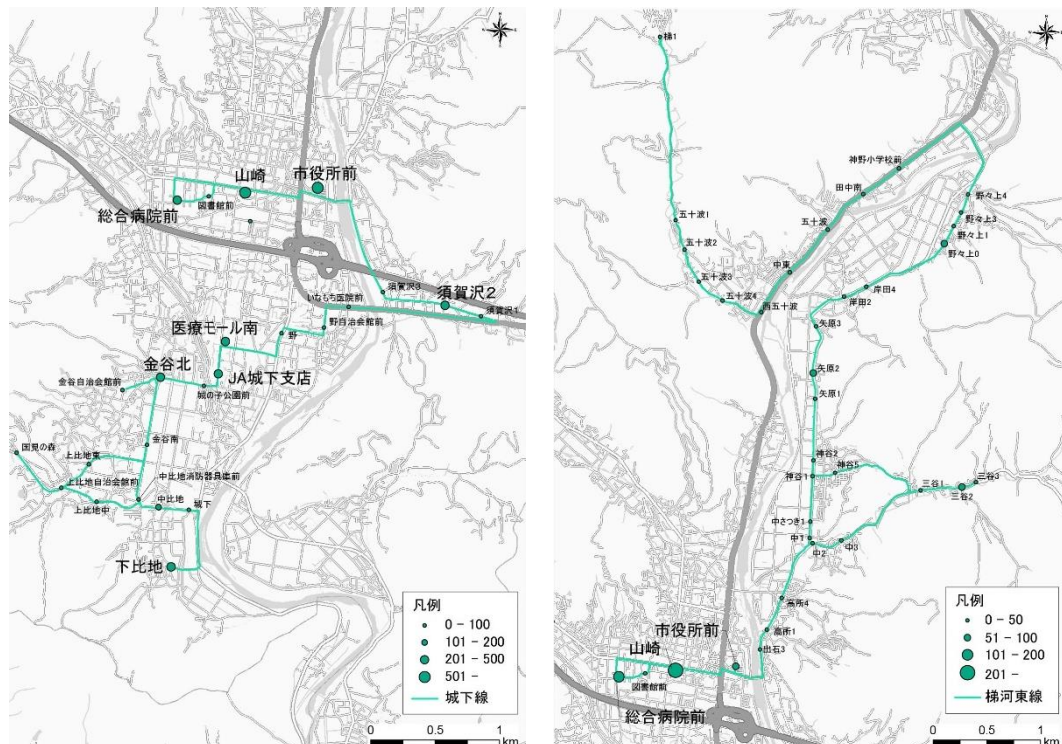 山崎
市役所前
総合病院前
図書館前
須賀沢3
いなもち医院前
須賀沢2
須賀沢1
医療モール南
野
野自治会館前
金谷北
JA城下支店
金谷自治会館前
城の子公園前
国見の森
金谷南
上比地東
上比地自治会館前
中比地消防器具庫前
中比地
城下
上比地中
下比地
凡例
0 - 100
101 - 200
201 - 500
501 -
城下線
0
0.5
1
km
梯1
神野小学校前
田中南
野々上4
五十波1
五十波
野々上3
野々上1
五十波2
野々上0
中東
五十波3
岸田4
五十波4
岸田2
西五十波
矢原3
矢原2
矢原1
神谷2
神谷5
神谷1
三谷1
三谷3
三谷2
中さつき1
中1
中2
中3
高所4
高所1
市役所前
出石3
山崎
図書館前
総合病院前
凡例
0 - 50
51 - 100
101 - 200
201 -
梯河東線
0
0.5
1
km